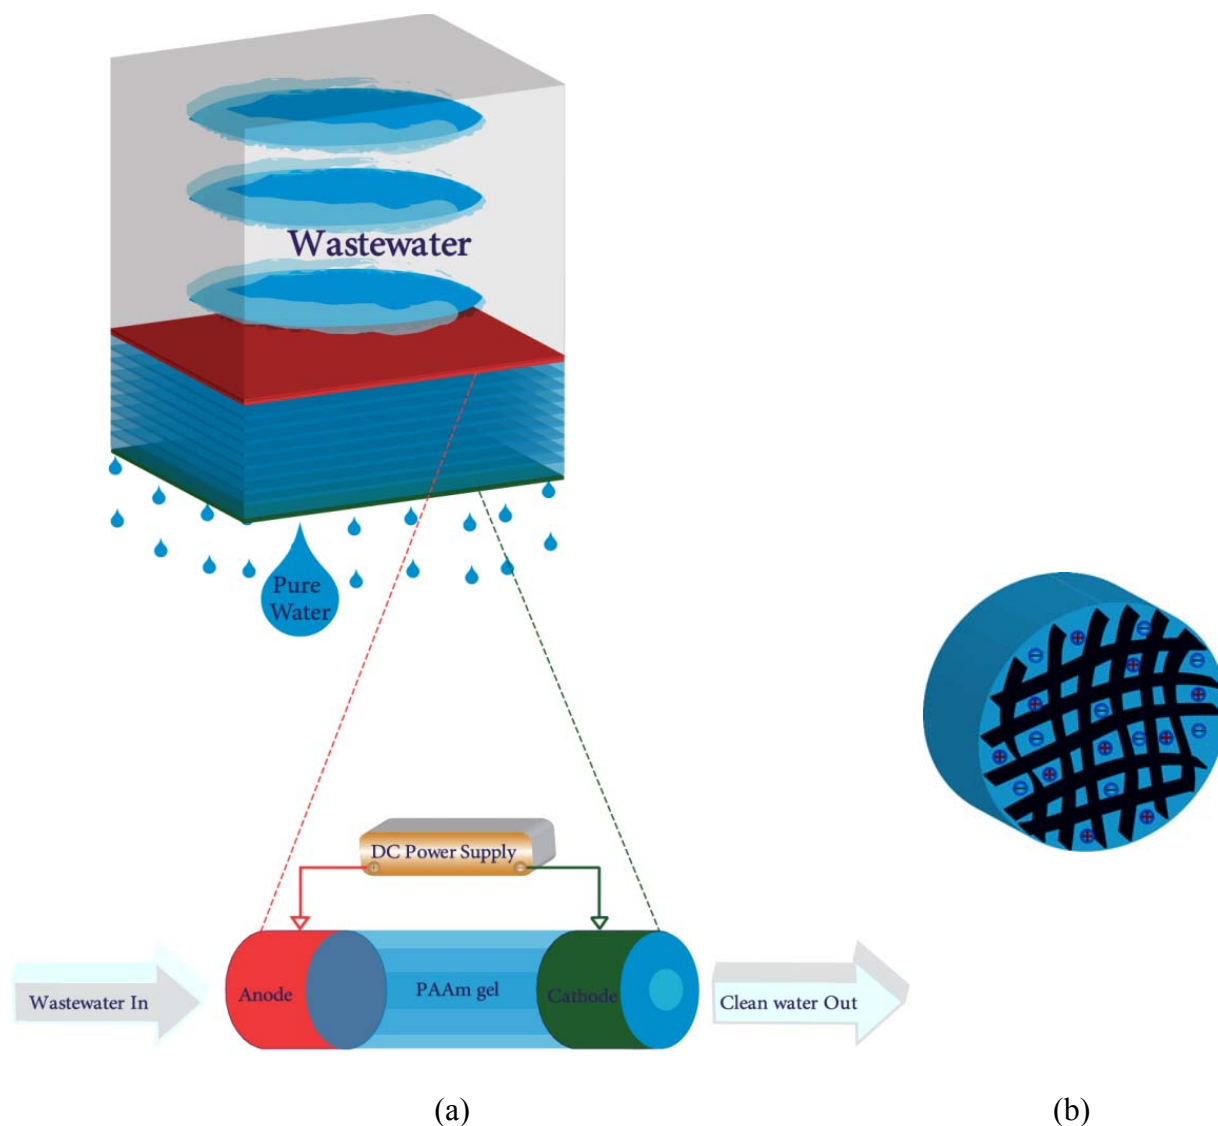 Wastewater
Pure
Water
DC Power Supply
+
-
Wastewater In
Anode
PAAm gel
Cathode
Clean water Out
(a)
(b)